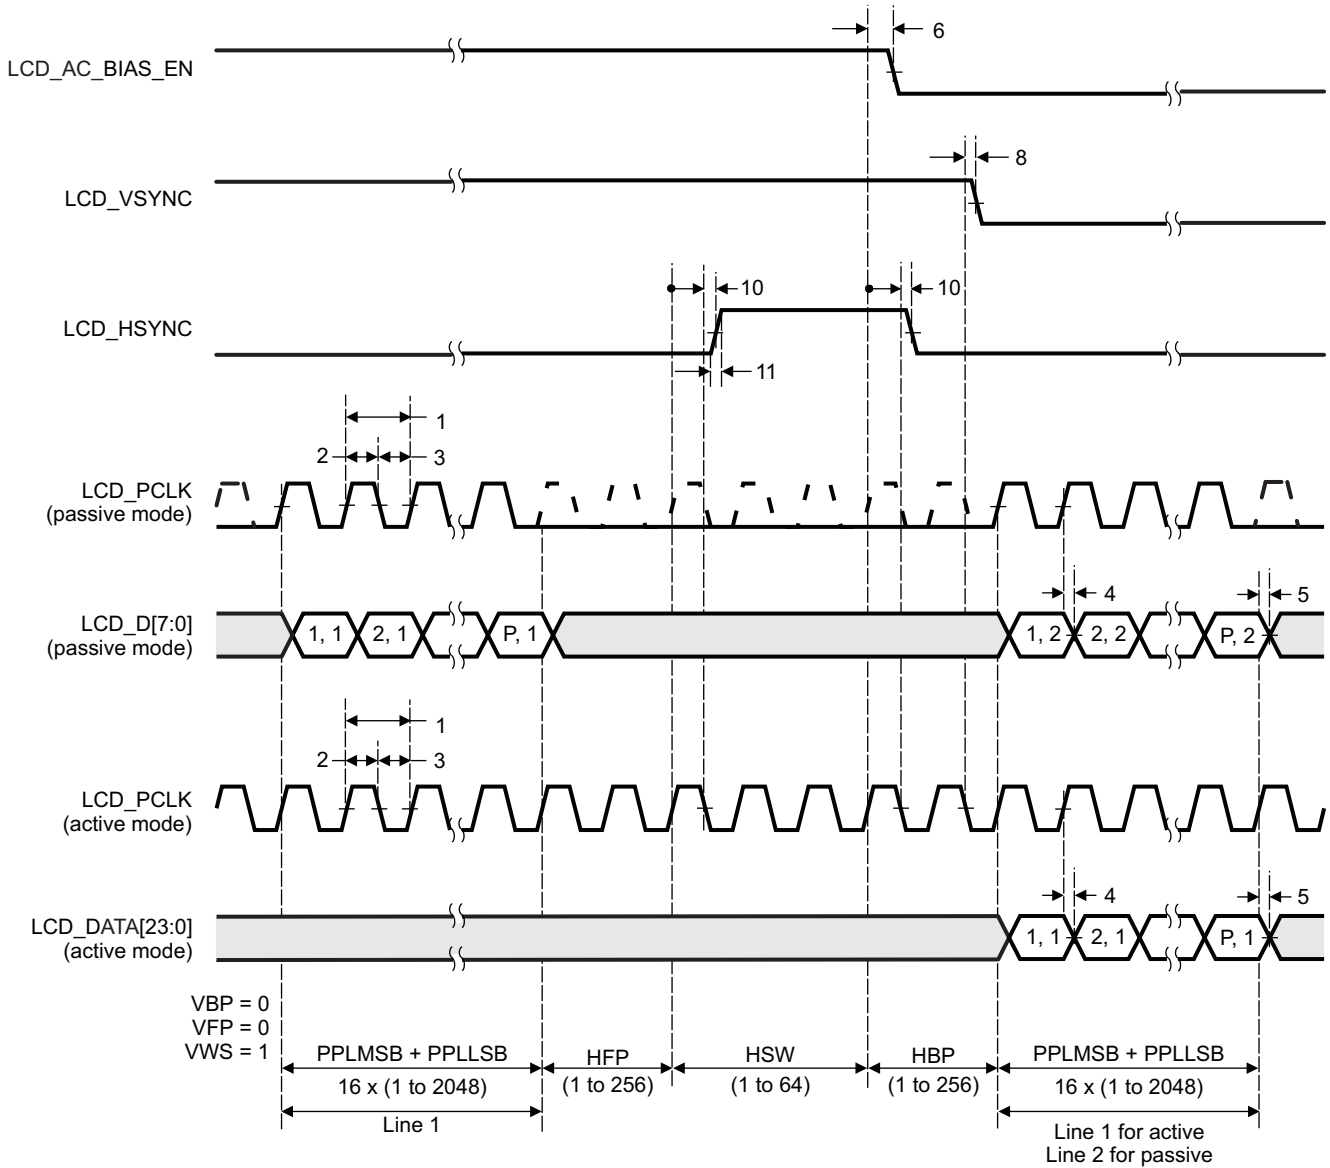 6
LCD_AC_BIAS_EN
8
LCD_VSYNC
10
10
LCD_HSYNC
11
1
2
3
LCD_PCLK
(passive mode)
4
5
LCD_D[7:0]
(passive mode)
1, 1
2, 1
P, 1
1, 2
2, 2
P, 2
1
2
3
LCD_PCLK
(active mode)
4
5
LCD_DATA[23:0]
(active mode)
1, 1
2, 1
P, 1
VBP = 0
VFP = 0
VWS = 1
PPLMSB + PPLLSB
16 x (1 to 2048)
Line 1
HFP
(1 to 256)
HSW
(1 to 64)
HBP
(1 to 256)
PPLMSB + PPLLSB
16 x (1 to 2048)
Line 1 for active
Line 2 for passive